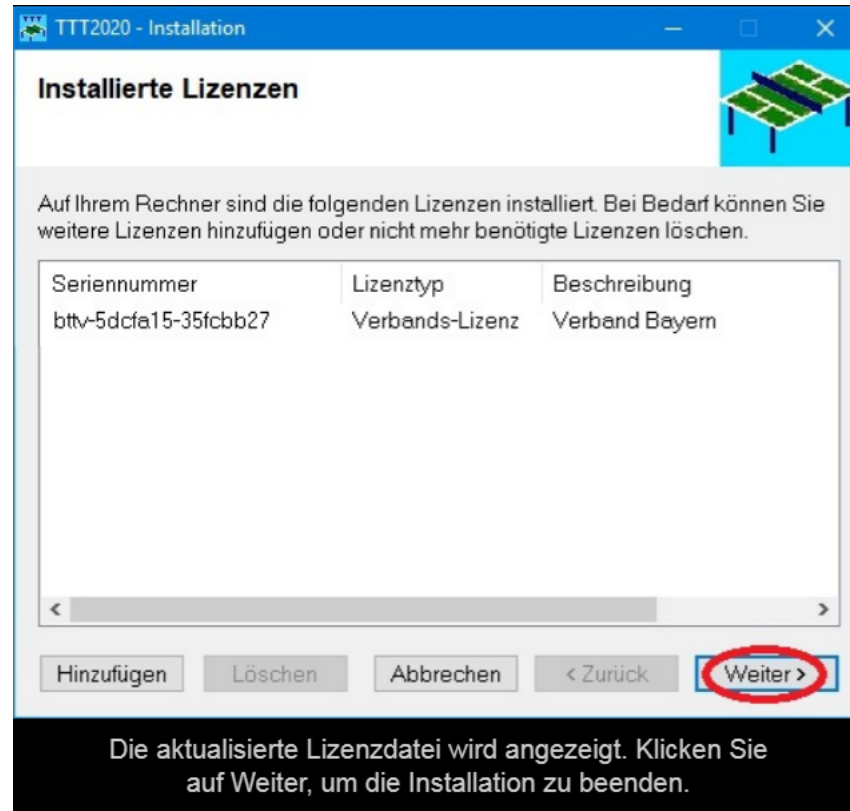 TTT2020 - Installation
Installierte Lizenzen
Auf Ihrem Rechner sind die folgenden Lizenzen installiert. Bei Bedarf können Sie
weitere Lizenzen hinzufügen oder nicht mehr benötigte Lizenzen löschen.
Seriennummer Lizenztyp Beschreibung
bttv-5dcfa15-35fcbb27 Verbands-Lizenz Verband Bayern
Hinzufügen Löschen Abbrechen < Zurück Weiter >
Die aktualisierte Lizenzdatei wird angezeigt. Klicken Sie
auf Weiter, um die Installation zu beenden.